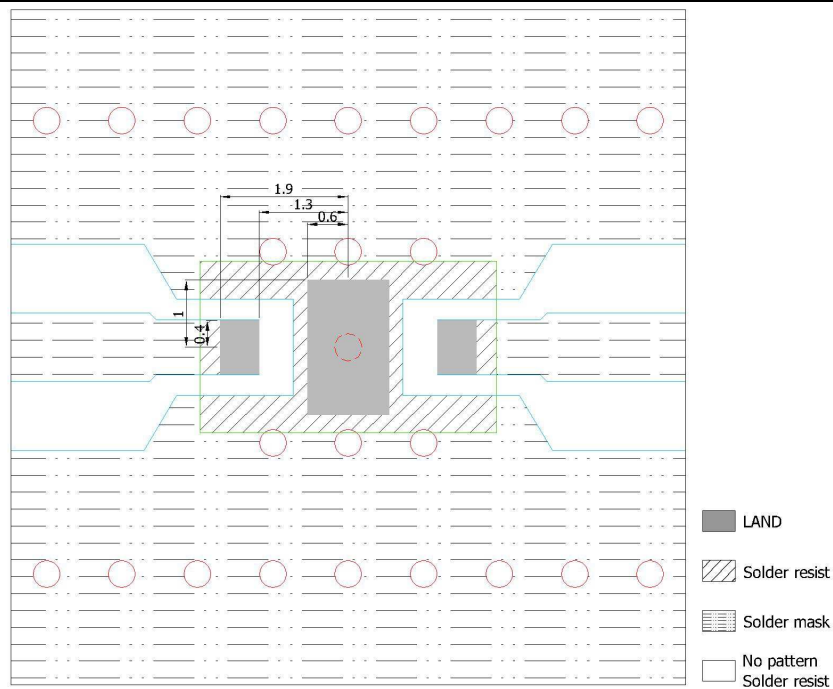 1.9
1.3
0.6
1
0.4
LAND
Solder resist
Solder mask
No pattern
Solder resist